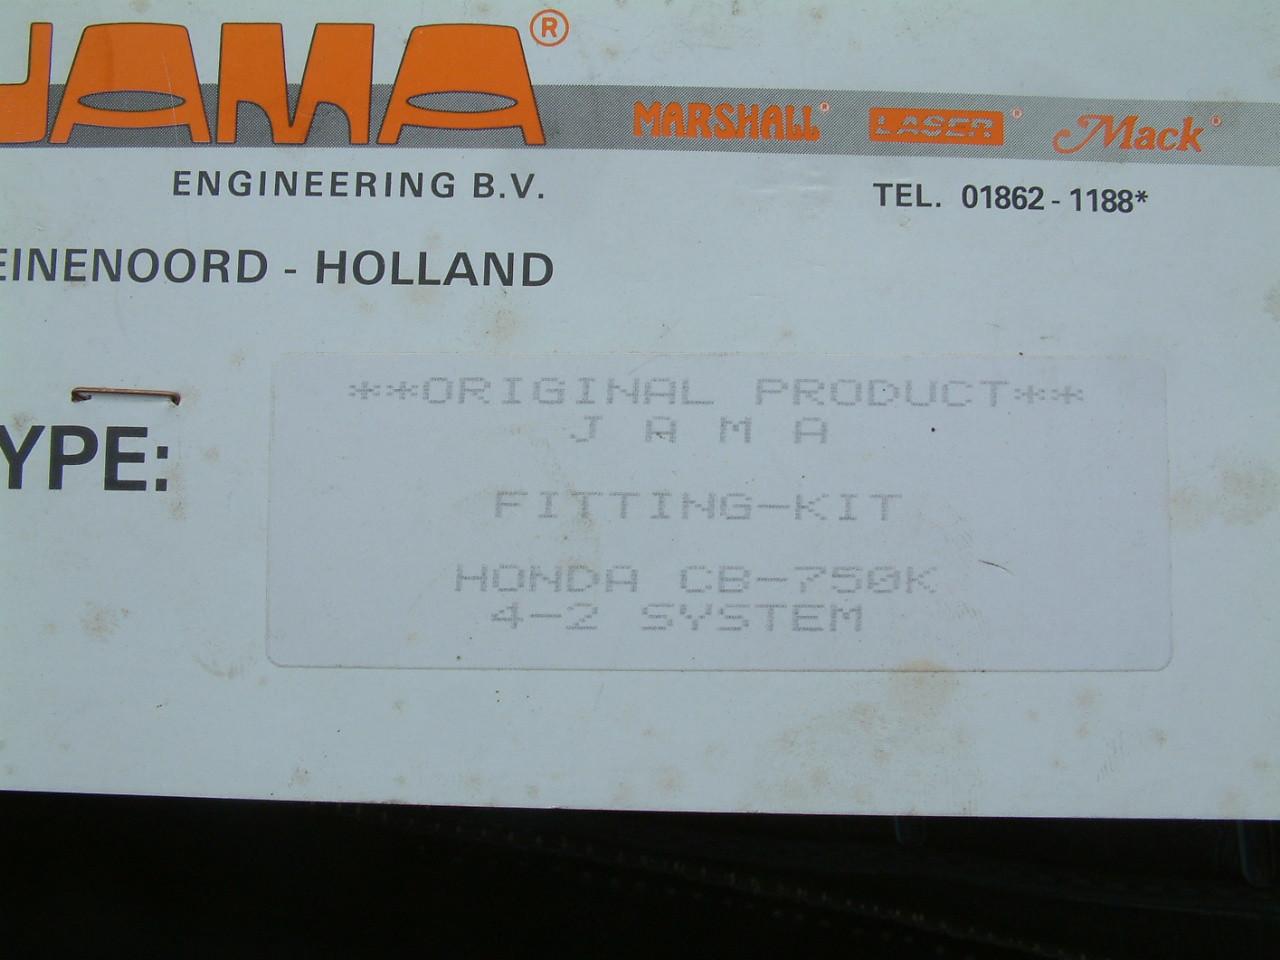 JAMA®
MARSHALL® LASER® Mack®
ENGINEERING B.V.
TEL. 01862 - 1188*
EINENOORD - HOLLAND
YPE:
**ORIGINAL PRODUCT**
J A M A
FITTING-KIT
HONDA CB-750K
4-2 SYSTEM